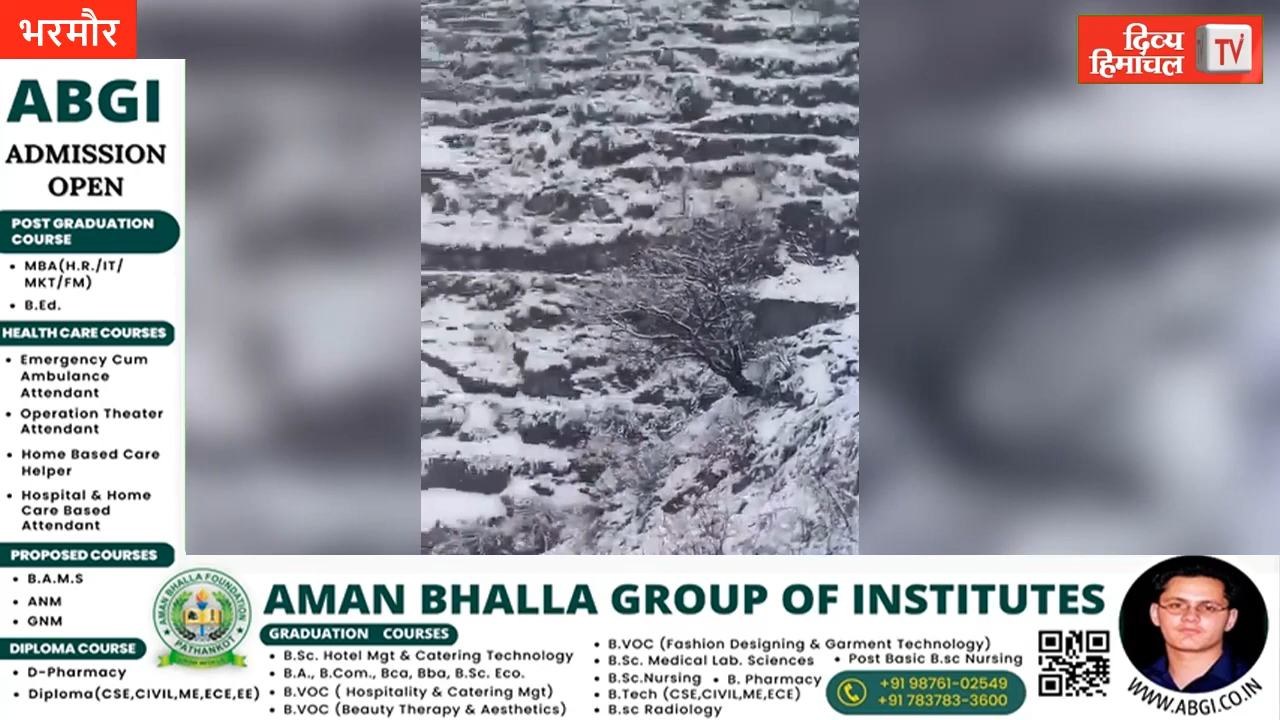 भरमौर
दिव्य
हिमाचल
TV
ABGI
ADMISSION
OPEN
POST GRADUATION
COURSE
• MBA(H.R./IT/
MKT/FM)
• B.Ed.
HEALTH CARE COURSES
• Emergency Cum
Ambulance
Attendant
• Operation Theater
Attendant
• Home Based Care
Helper
• Hospital & Home
Care Based
Attendant
PROPOSED COURSES
• B.A.M.S
• ANM
• GNM
DIPLOMA COURSE
• D-Pharmacy
• Diploma(CSE,CIVIL,ME,ECE,EE)
AMAN BHALLA FOUNDATION
PATHANKOT
AMAN BHALLA GROUP OF INSTITUTES
GRADUATION COURSES
• B.Sc. Hotel Mgt & Catering Technology
• B.A., B.Com., Bca, Bba, B.Sc. Eco.
• B.VOC ( Hospitality & Catering Mgt)
• B.VOC (Beauty Therapy & Aesthetics)
• B.VOC (Fashion Designing & Garment Technology)
• B.Sc. Medical Lab. Sciences • Post Basic B.sc Nursing
• B.Sc.Nursing • B. Pharmacy
• B.Tech (CSE,CIVIL,ME,ECE)
• B.sc Radiology
+91 98761-02549
+91 783783-3600
WWW.ABGI.CO.IN